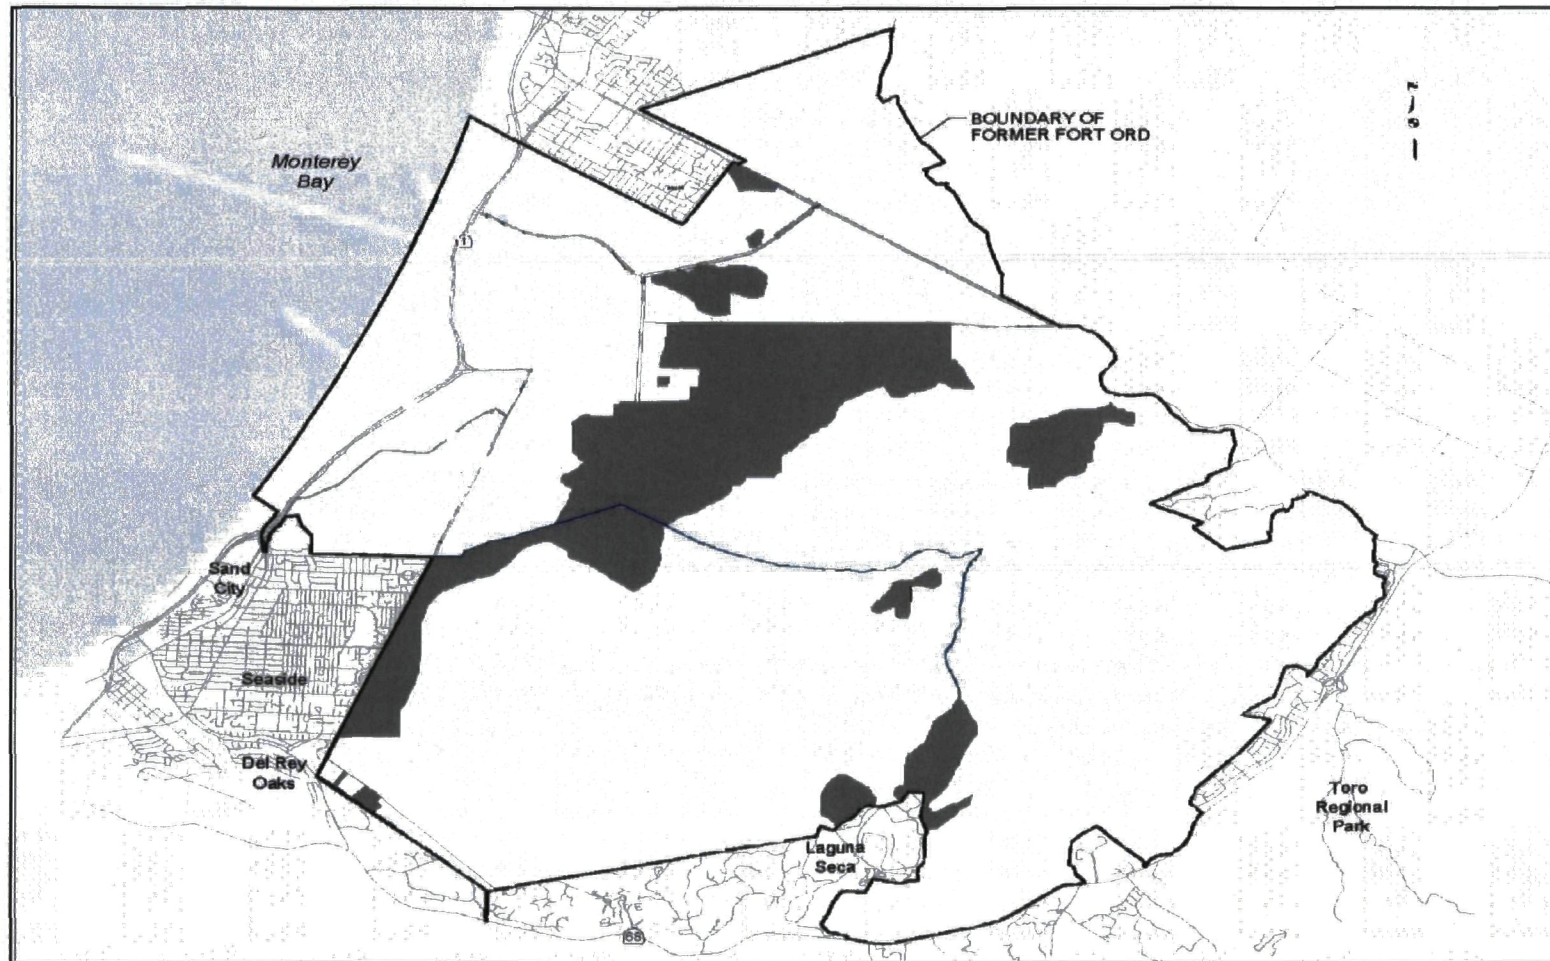 BOUNDARY OF
FORMER FORT ORD
Monterey
Bay
1
Sand
City
Seaside
Del Rey
Oaks
Toro
Regional
Park
Laguna
Seca
68